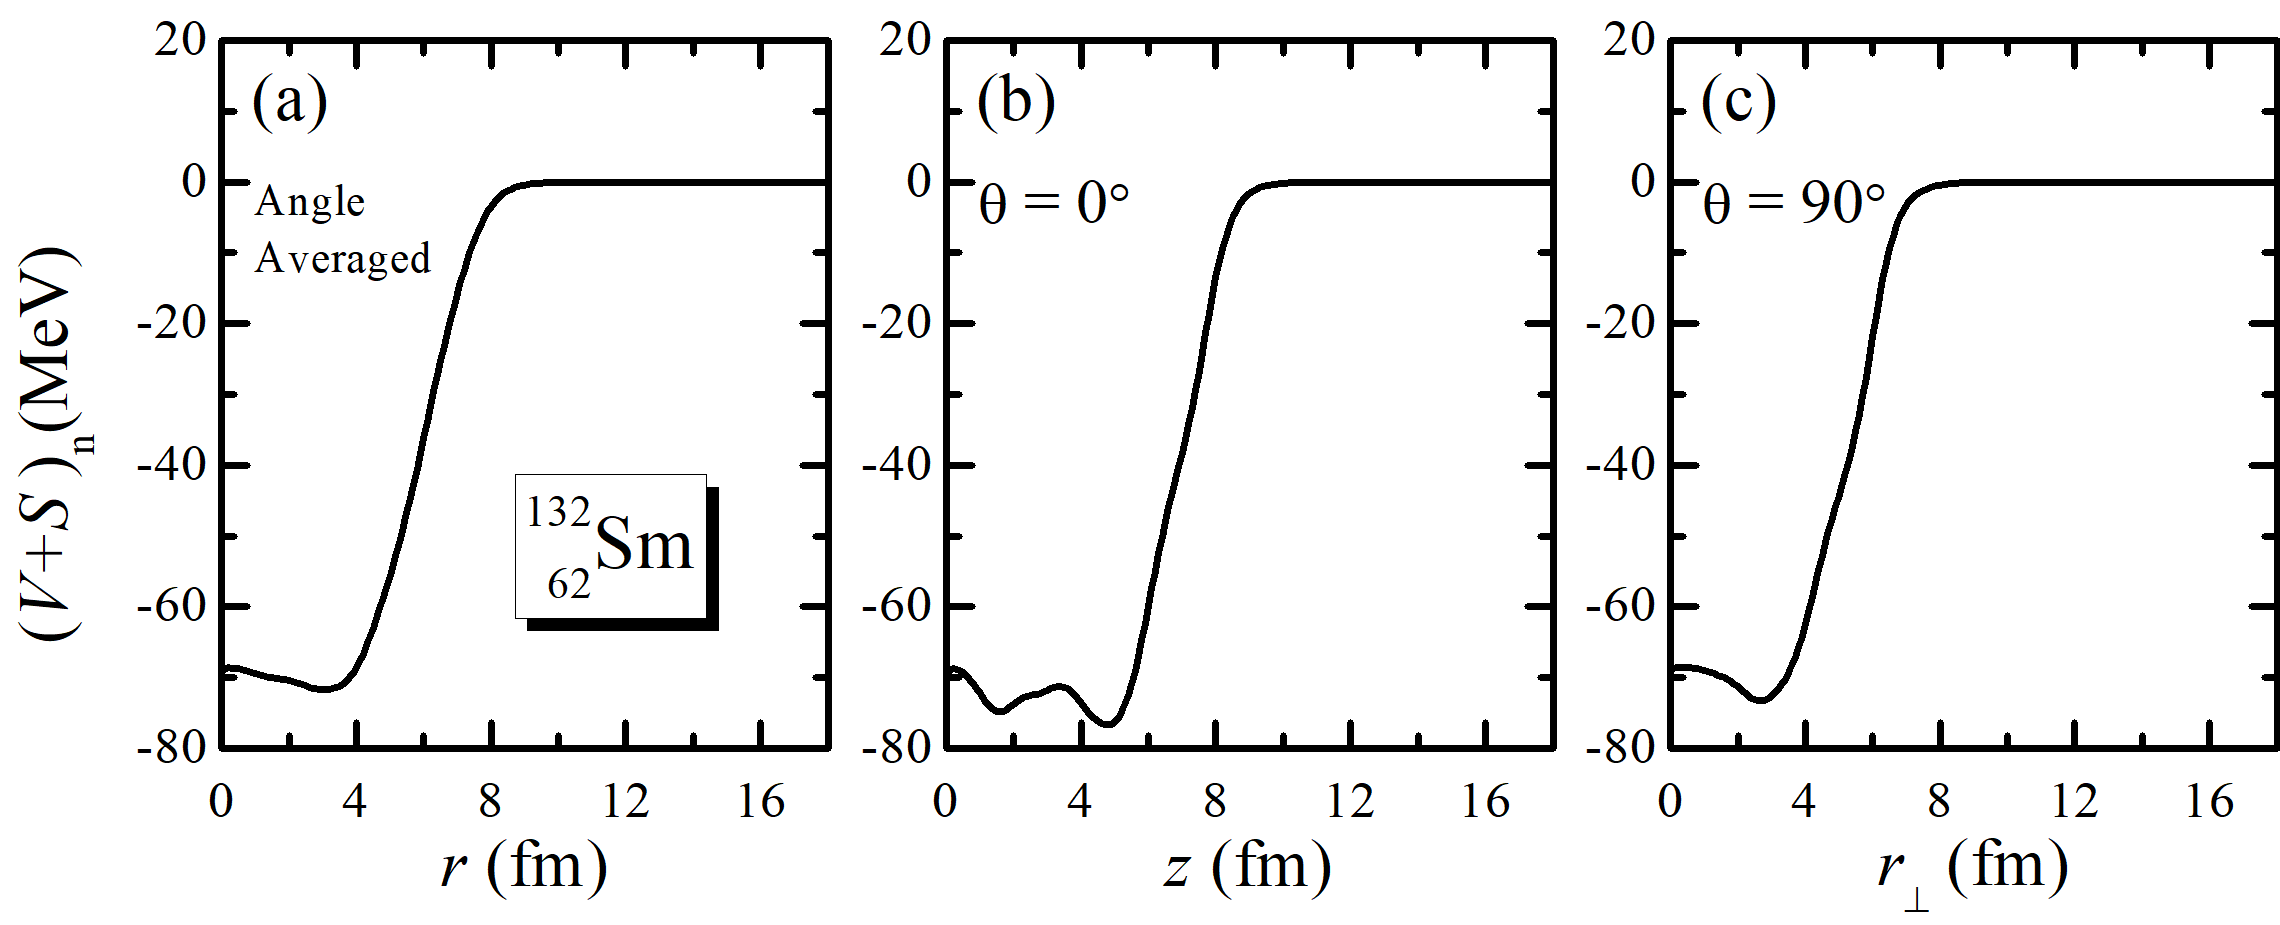 (V+S)n (MeV)
20
0
-20
-40
-60
-80
(a)
Angle
Averaged
132
62 Sm
0 4 8 12 16
r (fm)
20
0
-20
-40
-60
-80
(b)
θ = 0°
0 4 8 12 16
z (fm)
20
0
-20
-40
-60
-80
(c)
θ = 90°
0 4 8 12 16
r⊥ (fm)